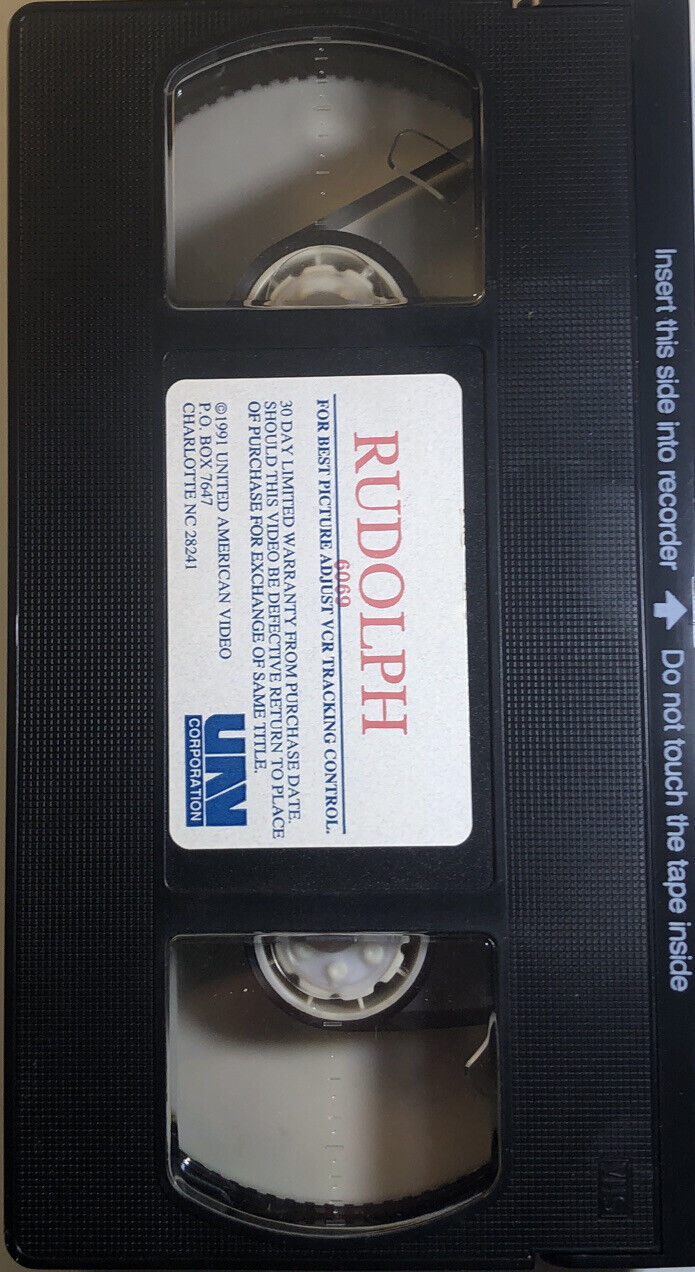 RUDOLPH
6069
FOR BEST PICTURE ADJUST VCR TRACKING CONTROL.
30 DAY LIMITED WARRANTY FROM PURCHASE DATE.
SHOULD THIS VIDEO BE DEFECTIVE RETURN TO PLACE
OF PURCHASE FOR EXCHANGE OF SAME TITLE.
©1991 UNITED AMERICAN VIDEO
P.O. BOX 7647
CHARLOTTE NC 28241
UAV
CORPORATION
Insert this side into recorder Do not touch the tape inside
VHS